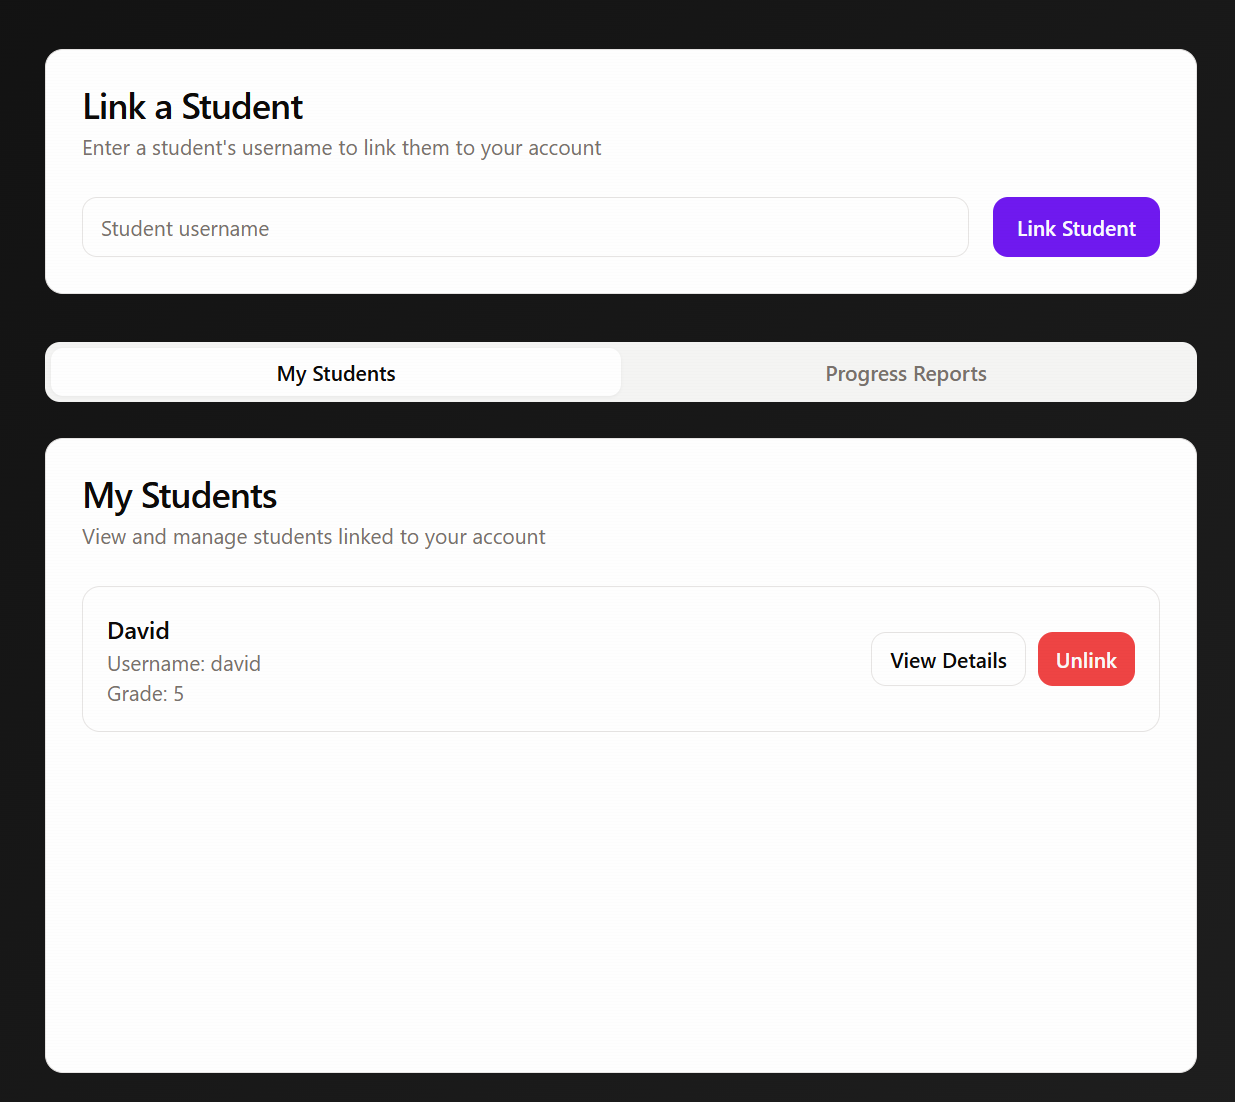 Link a Student
Enter a student's username to link them to your account
Student username
Link Student
My Students
Progress Reports
My Students
View and manage students linked to your account
David
Username: david
Grade: 5
View Details
Unlink